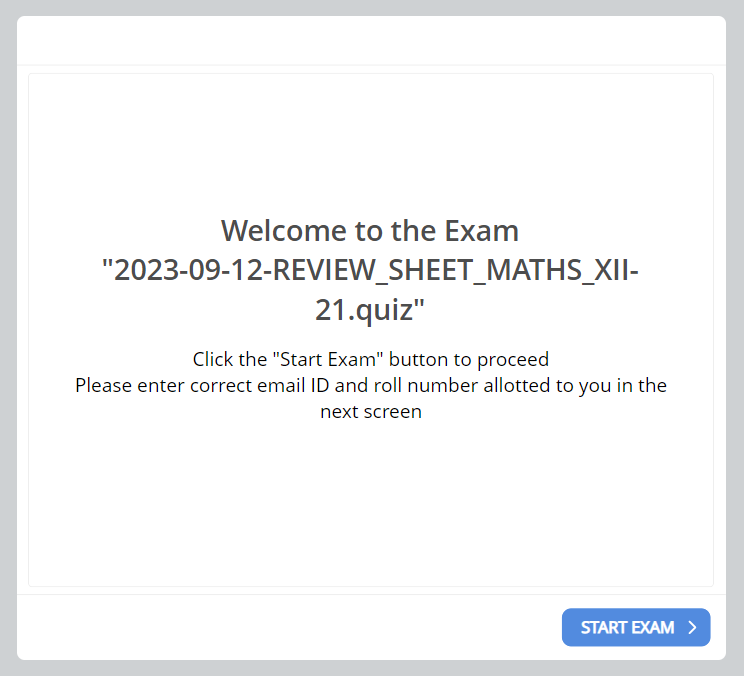 Welcome to the Exam
"2023-09-12-REVIEW_SHEET_MATHS_XII-
21.quiz"
Click the "Start Exam" button to proceed
Please enter correct email ID and roll number allotted to you in the
next screen
START EXAM